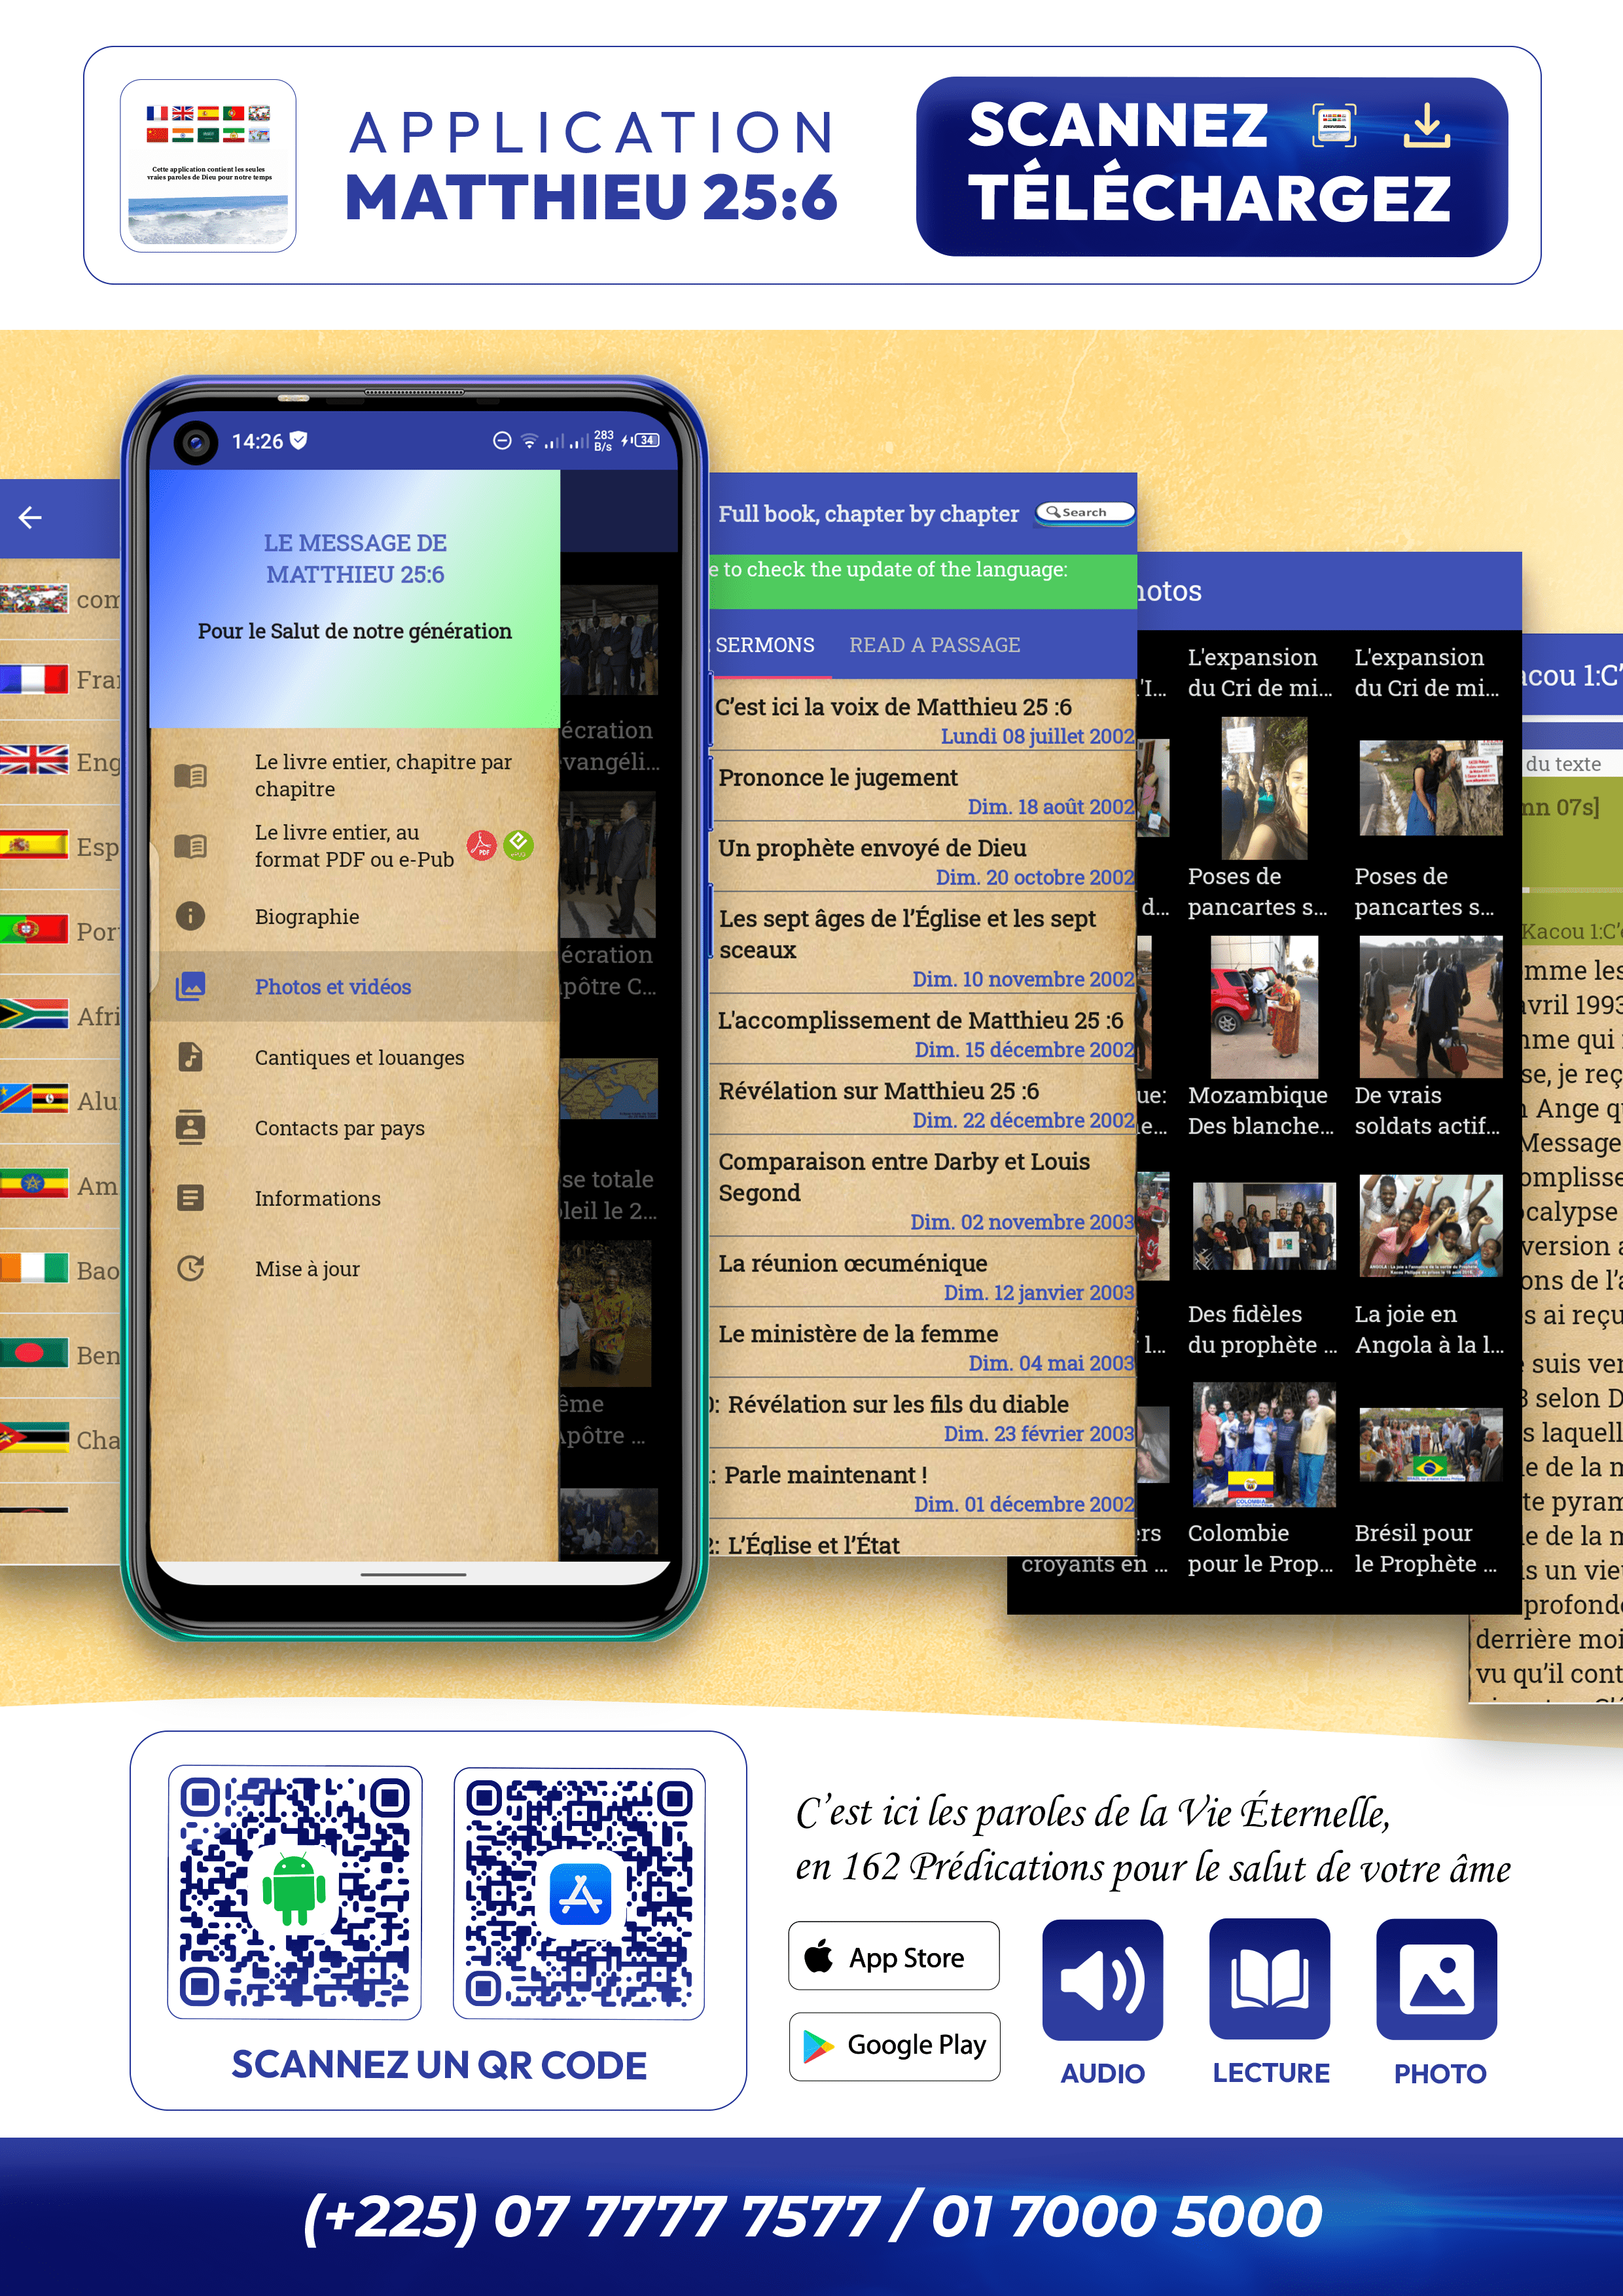 Cette application contient les seules
vraies paroles de Dieu pour notre temps
APPLICATION
MATTHIEU 25:6
SCANNEZ
TÉLÉCHARGEZ
14:26
283
B/s
34
LE MESSAGE DE
MATTHIEU 25:6
Pour le Salut de notre génération
Le livre entier, chapitre par
chapitre
Le livre entier, au
format PDF ou e-Pub
PDF
Biographie
Photos et vidéos
Cantiques et louanges
Contacts par pays
Informations
Mise à jour
com
Fra
Eng
Esp
Por
Afri
Alu
Am
Bao
Ben
Cha
écration
vangéli...
écration
pôtre C...
se totale
leil le 2...
ême
Apôtre ...
Full book, chapter by chapter
Search
e to check the update of the language:
SERMONS
READ A PASSAGE
C'est ici la voix de Matthieu 25 :6
Lundi 08 juillet 2002
Prononce le jugement
Dim. 18 août 2002
Un prophète envoyé de Dieu
Dim. 20 octobre 2002
Les sept âges de l'Église et les sept
sceaux
Dim. 10 novembre 2002
L'accomplissement de Matthieu 25 :6
Dim. 15 décembre 2002
Révélation sur Matthieu 25 :6
Dim. 22 décembre 2002
Comparaison entre Darby et Louis
Segond
Dim. 02 novembre 2003
La réunion œcuménique
Dim. 12 janvier 2003
Le ministère de la femme
Dim. 04 mai 2003
: Révélation sur les fils du diable
Dim. 23 février 2003
: Parle maintenant !
Dim. 01 décembre 2002
2: L'Église et l'État
hotos
L'expansion
du Cri de mi...
L'expansion
du Cri de mi...
'I...
Poses de
pancartes s...
Poses de
pancartes s...
d...
Mozambique
Des blanche...
De vrais
soldats actif...
ue:
e...
Des fidèles
du prophète ...
La joie en
Angola à la l...
l...
COLOMBIA
Colombie
pour le Prop...
Brésil pour
le Prophète ...
ers
croyants en ...
acou 1:C'
du texte
mn 07s]
Kacou 1:C'e
mme les
avril 1993
nme qui
se, je reç
Ange q
Message
omplisse
ocalypse
version a
ons de l'a
s ai reçu
suis ver
selon D
s laquell
e de la m
te pyram
e de la m
s un vie
profond
derrière moi
vu qu'il cont
SCANNEZ UN QR CODE
C'est ici les paroles de la Vie Éternelle,
en 162 Prédications pour le salut de votre âme
App Store
Google Play
AUDIO
LECTURE
PHOTO
(+225) 07 7777 7577 / 01 7000 5000